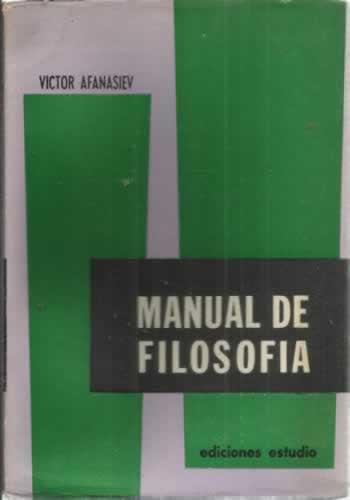 VICTOR AFANASIEV
MANUAL DE
FILOSOFIA
ediciones estudio